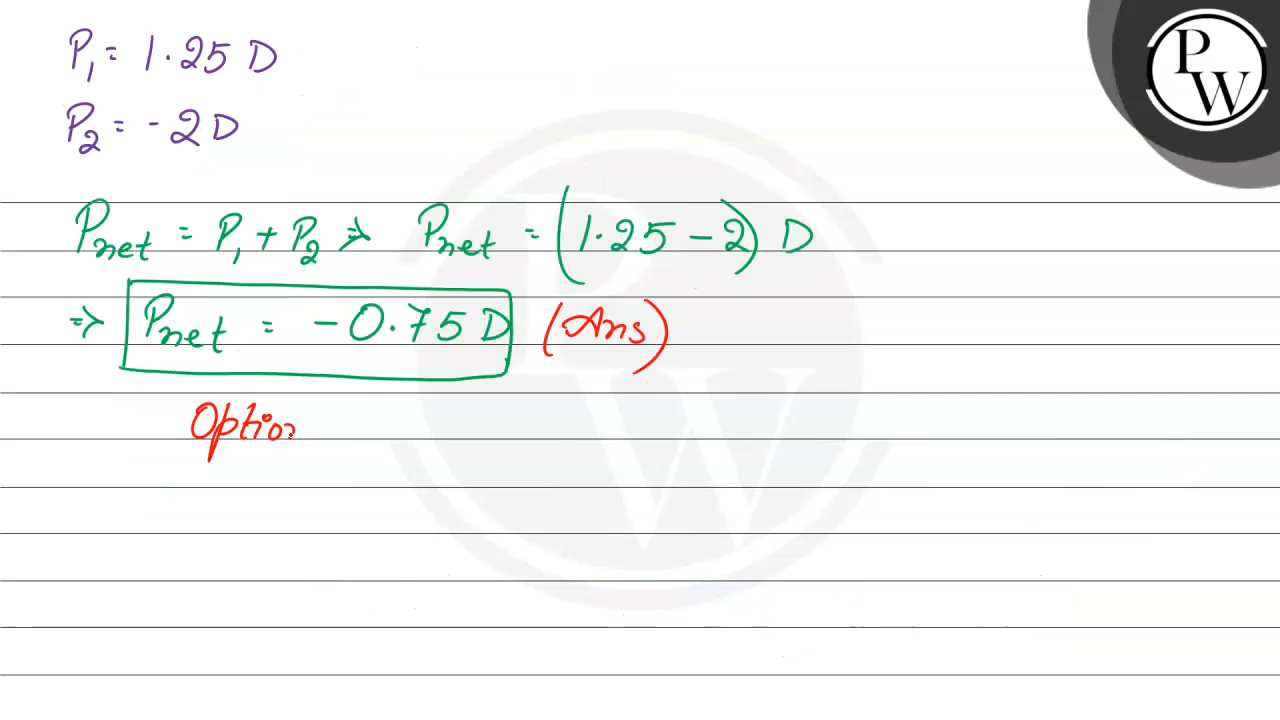 P₁ = 1.25 D
P₂ = -2 D
Pnet = P₁ + P₂ ⇒ Pnet = (1.25 - 2) D
⇒ Pnet = -0.75 D (Ans)
Option
PW